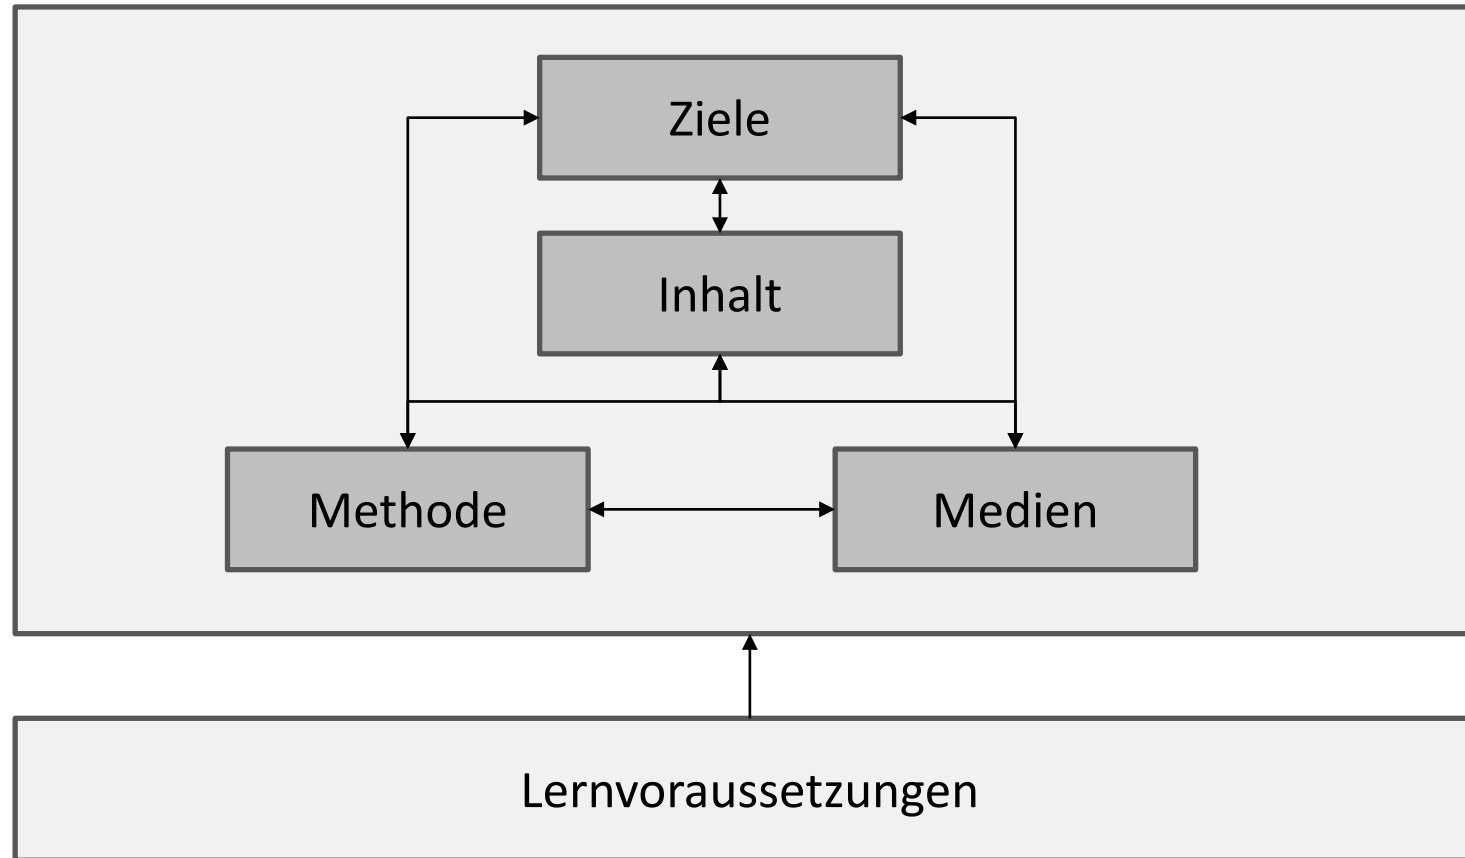 Ziele
Inhalt
Methode
Medien
Lernvoraussetzungen